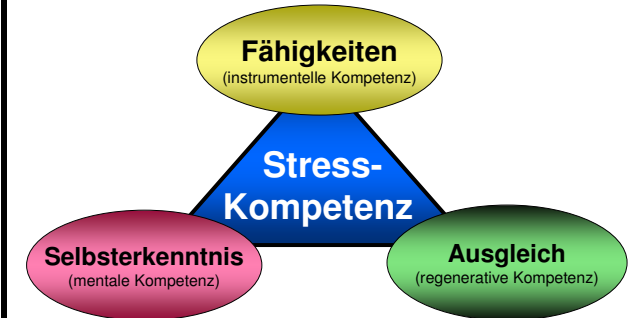 Fähigkeiten
(instrumentelle Kompetenz)
Stress-
Kompetenz
Selbsterkenntnis
(mentale Kompetenz)
Ausgleich
(regenerative Kompetenz)